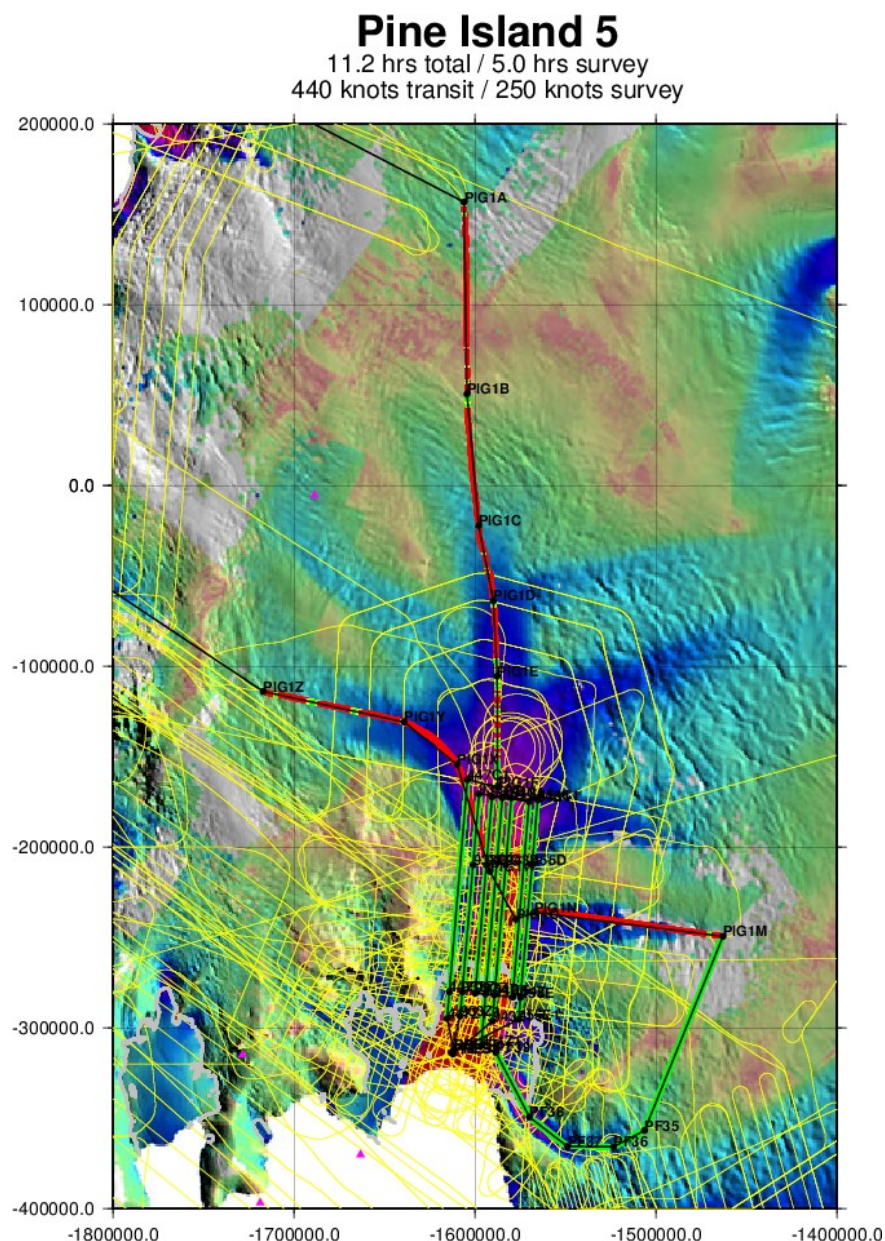 Pine Island 5
11.2 hrs total / 5.0 hrs survey
440 knots transit / 250 knots survey
200000.0
PIG1A
100000.0
PIG1B
0.0
PIG1C
PIG1D
-100000.0
PIG1E
PIG1Z
PIG1Y
-200000.0
PIG1N
PIG1M
-300000.0
PF38
PF35
PF37
PF36
-400000.0
-1800000.0
-1700000.0
-1600000.0
-1500000.0
-1400000.0